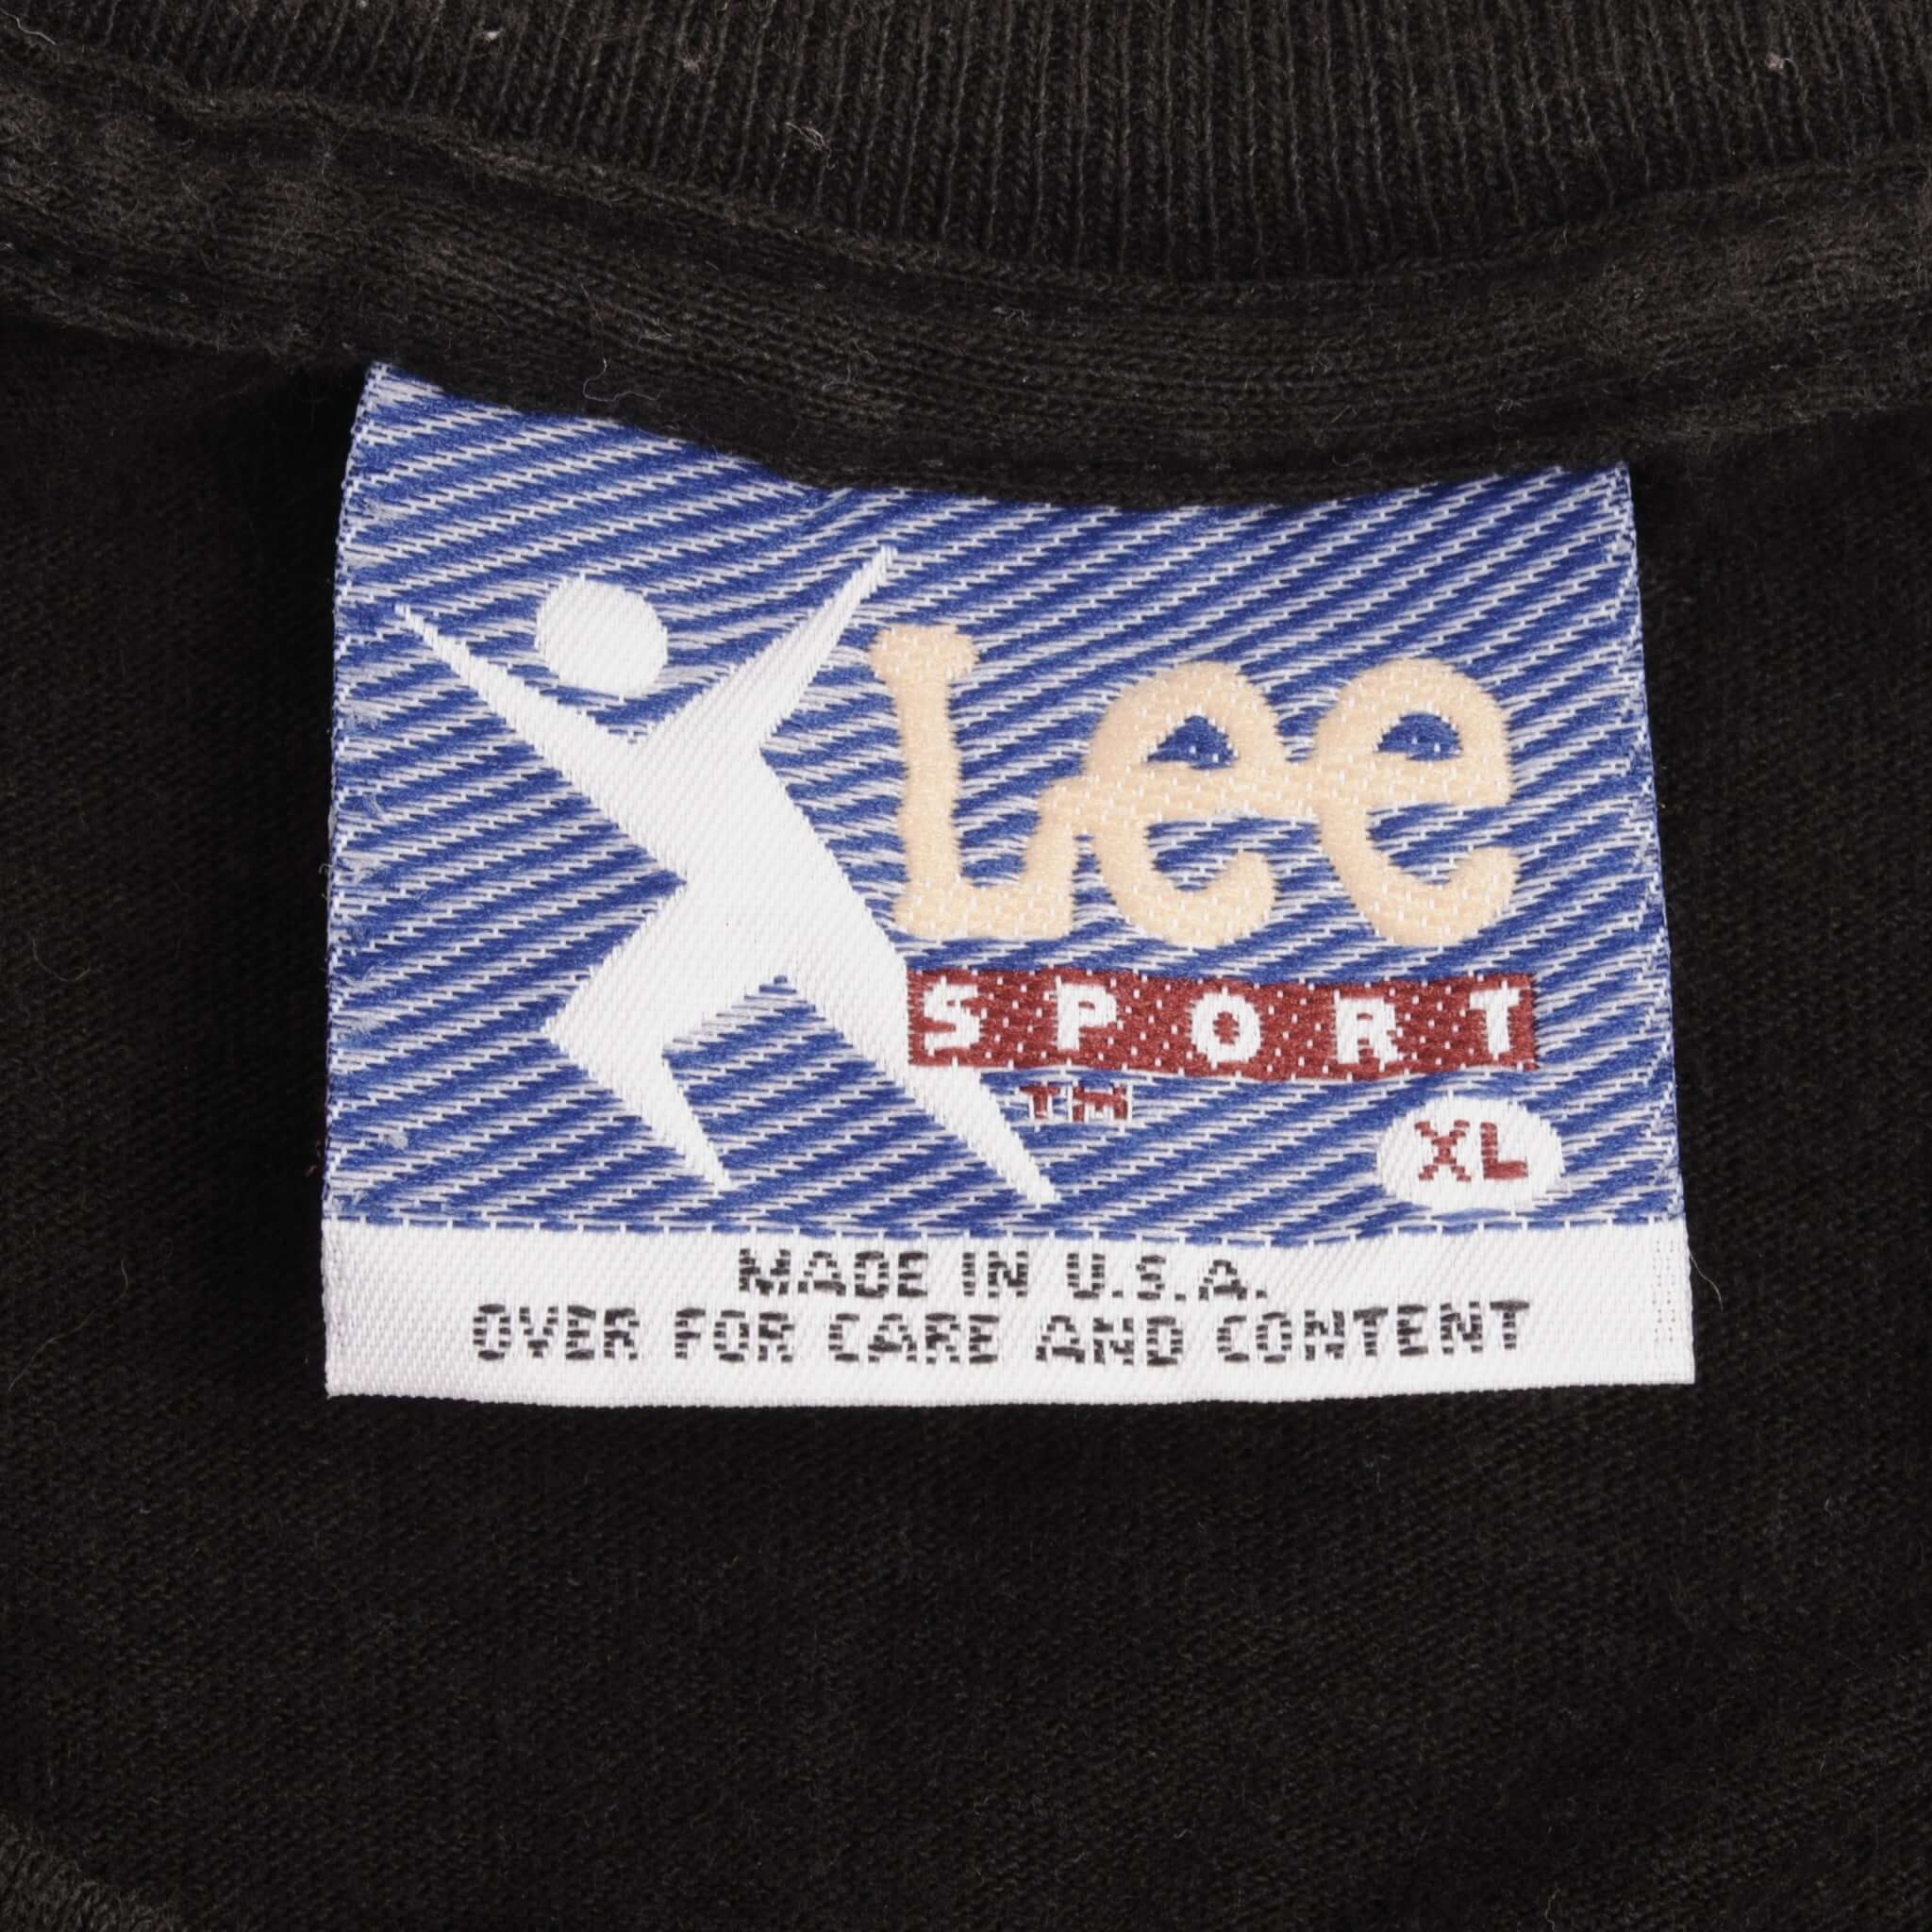 Lee
SPORT
TM
XL
MADE IN U.S.A.
OVER FOR CARE AND CONTENT